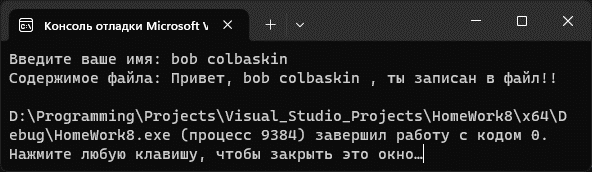 Консоль отладки Microsoft V
Введите ваше имя: bob colbaskin
Содержимое файла: Привет, bob colbaskin , ты записан в файл!!
D:\Programming\Projects\Visual_Studio_Projects\HomeWork8\x64\D
ebug\HomeWork8.exe (процесс 9384) завершил работу с кодом 0.
Нажмите любую клавишу, чтобы закрыть это окно…